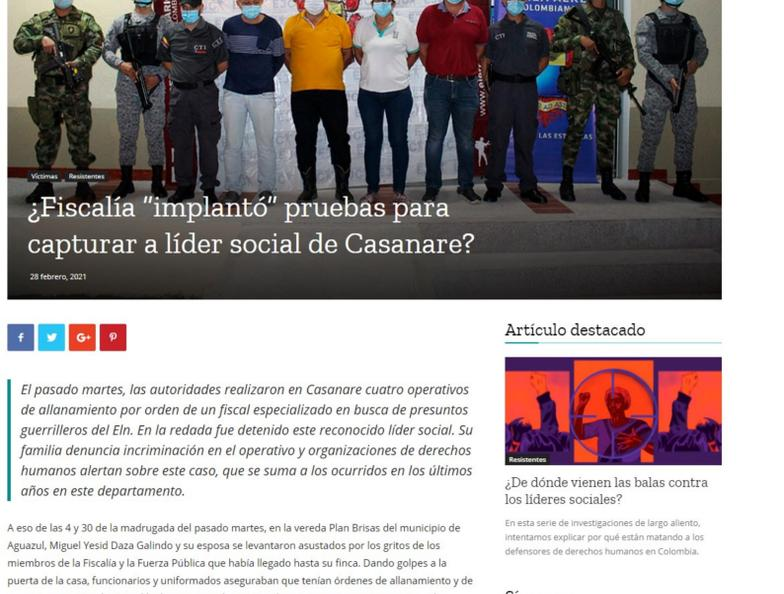 CTI
COLOMBIAN
CTI
LAS EST
Víctimas Resistentes
¿Fiscalía "implantó" pruebas para
capturar a líder social de Casanare?
28 febrero, 2021
f G+
Artículo destacado
El pasado martes, las autoridades realizaron en Casanare cuatro operativos
de allanamiento por orden de un fiscal especializado en busca de presuntos
guerrilleros del Eln. En la redada fue detenido este reconocido líder social. Su
familia denuncia incriminación en el operativo y organizaciones de derechos
humanos alertan sobre este caso, que se suma a los ocurridos en los últimos
años en este departamento.
Resistentes
¿De dónde vienen las balas contra
los líderes sociales?
En esta serie de investigaciones de largo aliento,
intentamos explicar por qué están matando a los
defensores de derechos humanos en Colombia.
A eso de las 4 y 30 de la madrugada del pasado martes, en la vereda Plan Brisas del municipio de
Aguazul, Miguel Yesid Daza Galindo y su esposa se levantaron asustados por los gritos de los
miembros de la Fiscalía y la Fuerza Pública que había llegado hasta su finca. Dando golpes a la
puerta de la casa, funcionarios y uniformados aseguraban que tenían órdenes de allanamiento y de